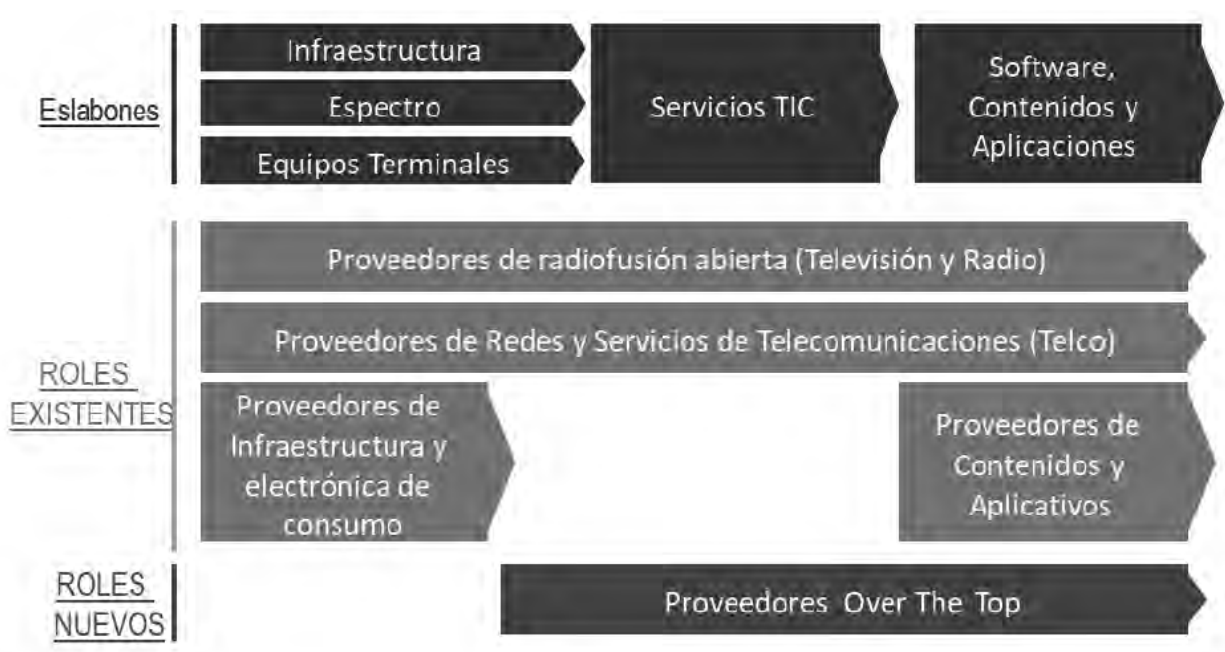 Eslabones
Infraestructura
Espectro
Equipos Terminales
Servicios TIC
Software,
Contenidos y
Aplicaciones
ROLES
EXISTENTES
Proveedores de radiofusión abierta (Televisión y Radio)
Proveedores de Redes y Servicios de Telecomunicaciones (Telco)
Proveedores de
Infraestructura y
electrónica de
consumo
Proveedores de
Contenidos y
Aplicativos
ROLES
NUEVOS
Proveedores Over The Top